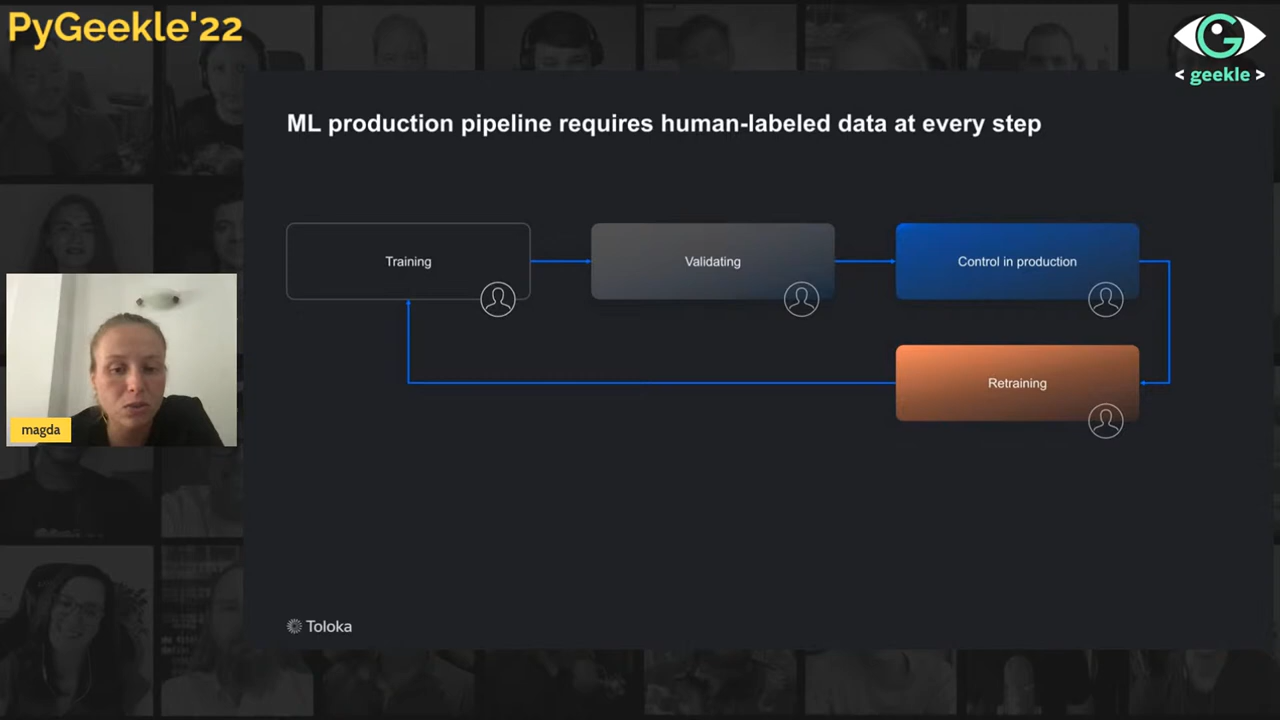 PyGeekle'22
< geekle >
ML production pipeline requires human-labeled data at every step
Training
Validating
Control in production
Retraining
magda
Toloka